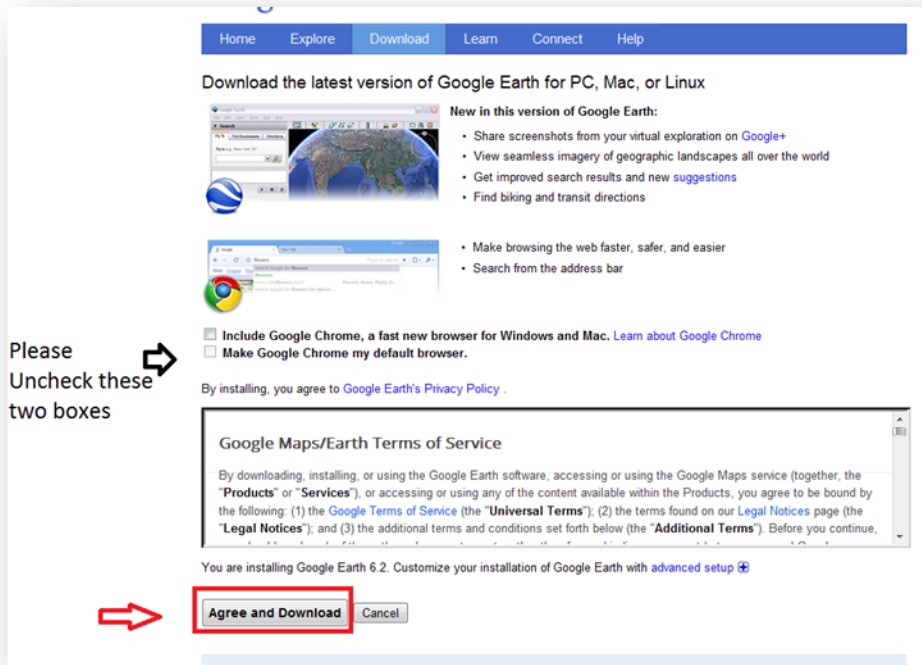 Home Explore Download Learn Connect Help
Download the latest version of Google Earth for PC, Mac, or Linux
New in this version of Google Earth:
• Share screenshots from your virtual exploration on Google+
• View seamless imagery of geographic landscapes all over the world
• Get improved search results and new suggestions
• Find biking and transit directions
• Make browsing the web faster, safer, and easier
• Search from the address bar
Please
Uncheck these
two boxes
Include Google Chrome, a fast new browser for Windows and Mac. Learn about Google Chrome
Make Google Chrome my default browser.
By installing, you agree to Google Earth's Privacy Policy .
Google Maps/Earth Terms of Service
By downloading, installing, or using the Google Earth software, accessing or using the Google Maps service (together, the
"Products" or "Services"), or accessing or using any of the content available within the Products, you agree to be bound by
the following: (1) the Google Terms of Service (the "Universal Terms"); (2) the terms found on our Legal Notices page (the
"Legal Notices"); and (3) the additional terms and conditions set forth below (the "Additional Terms"). Before you continue,
You are installing Google Earth 6.2. Customize your installation of Google Earth with advanced setup
Agree and Download Cancel